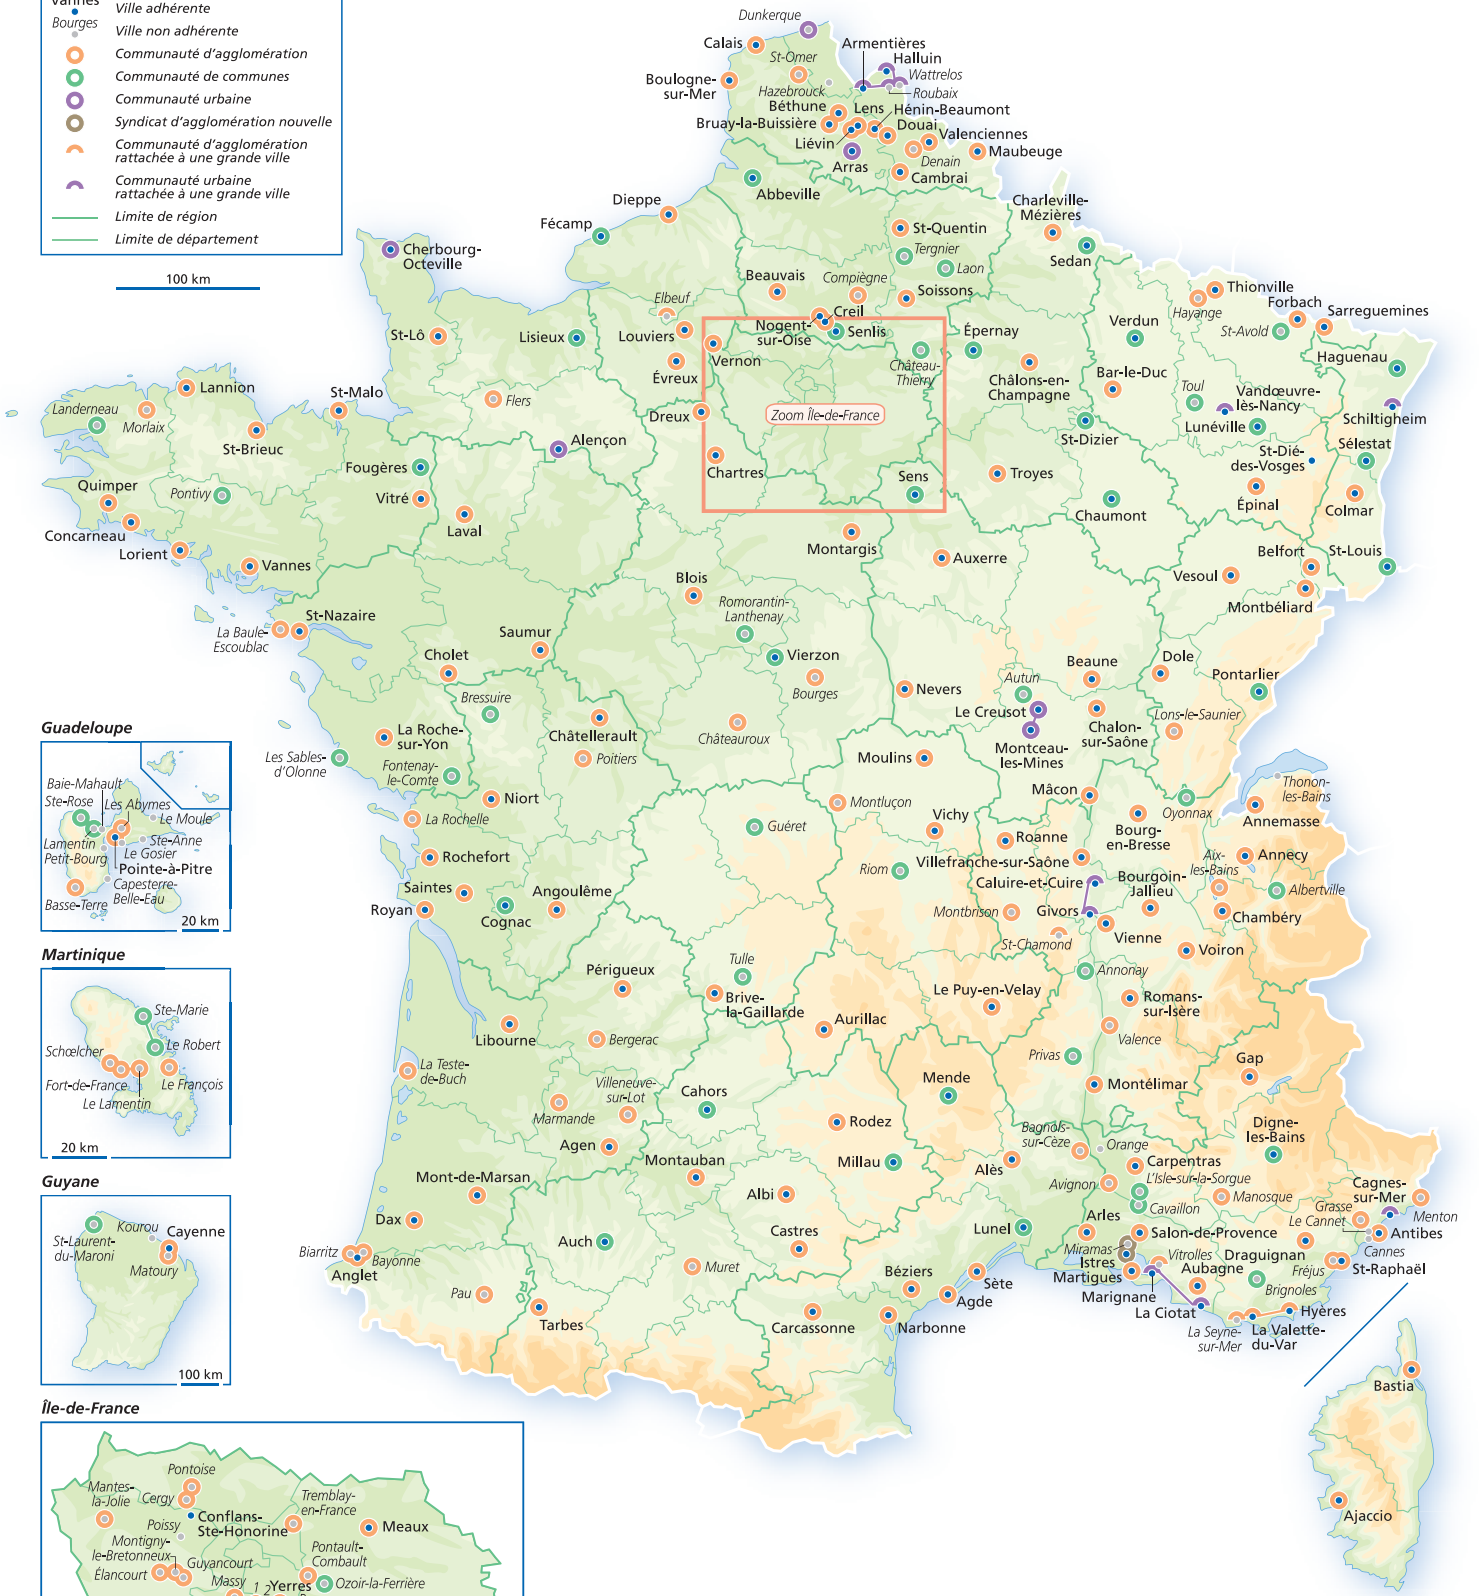 Vannes
Ville adhérente
Bourges
Ville non adhérente
Communauté d'agglomération
Communauté de communes
Communauté urbaine
Syndicat d'agglomération nouvelle
Communauté d'agglomération
rattachée à une grande ville
Communauté urbaine
rattachée à une grande ville
Limite de région
Limite de département
100 km
Dunkerque
Calais
St-Omer
Armentières
Halluin
Wattrelos
Roubaix
Boulogne-
sur-Mer
Hazebrouck
Béthune
Lens
Hénin-Beaumont
Bruay-la-Buissière
Douai
Valenciennes
Liévin
Maubeuge
Denain
Arras
Cambrai
Abbeville
Dieppe
Charleville-
Mézières
Fécamp
St-Quentin
Tergnier
Sedan
Laon
Cherbourg-
Octeville
Beauvais
Compiègne
Soissons
Thionville
Hayange
Forbach
Sarreguemines
St-Avold
Elbeuf
Creil
Nogent-
sur-Oise
Senlis
Épernay
Verdun
St-Lô
Lisieux
Louviers
Vernon
Château-
Thierry
Haguenau
Évreux
Châlons-en-
Champagne
Bar-le-Duc
Toul
Vandœuvre-
lès-Nancy
Lannion
St-Malo
Flers
Dreux
Zoom Île-de-France
Lunéville
Schiltigheim
Landerneau
Morlaix
St-Brieuc
Alençon
St-Dizier
St-Dié-
des-Vosges
Sélestat
Fougères
Chartres
Sens
Troyes
Quimper
Pontivy
Vitré
Laval
Chaumont
Épinal
Colmar
Concarneau
Lorient
Vannes
Montargis
Auxerre
Belfort
St-Louis
Vesoul
Montbéliard
Blois
Romorantin-
Lanthenay
St-Nazaire
La Baule-
Escoublac
Saumur
Vierzon
Cholet
Bourges
Nevers
Autun
Beaune
Dole
Pontarlier
Bressuire
Le Creusot
Lons-le-Saunier
Chalon-
sur-Saône
La Roche-
sur-Yon
Châtellerault
Châteauroux
Montceau-
les-Mines
Les Sables-
d'Olonne
Fontenay-
le-Comte
Poitiers
Moulins
Niort
Montluçon
Mâcon
Oyonnax
Thonon-
les-Bains
Annemasse
La Rochelle
Guéret
Vichy
Roanne
Bourg-
en-Bresse
Rochefort
Riom
Villefranche-sur-Saône
Aix-
les-Bains
Annecy
Caluire-et-Cuire
Bourgoin-
Jallieu
Albertville
Saintes
Angoulême
Royan
Cognac
Montbrison
Givors
Chambéry
St-Chamond
Vienne
Voiron
Annonay
Tulle
Périgueux
Brive-
la-Gaillarde
Aurillac
Le Puy-en-Velay
Romans-
sur-Isère
Valence
Libourne
Bergerac
Privas
Gap
La Teste-
de-Buch
Villeneuve-
sur-Lot
Cahors
Mende
Montélimar
Marmande
Rodez
Digne-
les-Bains
Agen
Montauban
Millau
Alès
Bagnols-
sur-Cèze
Orange
Carpentras
L'Isle-sur-la-Sorgue
Avignon
Cavaillon
Manosque
Cagnes-
sur-Mer
Grasse
Menton
Le Cannet
Antibes
Cannes
Mont-de-Marsan
Albi
Dax
Castres
Auch
Lunel
Arles
Salon-de-Provence
Miramas
Istres
Vitrolles
Draguignan
Fréjus
St-Raphaël
Martigues
Aubagne
Brignoles
Marignane
La Ciotat
Hyères
La Seyne-
sur-Mer
La Valette-
du-Var
Biarritz
Bayonne
Anglet
Pau
Muret
Tarbes
Béziers
Sète
Agde
Carcassonne
Narbonne
Bastia
Ajaccio
Guadeloupe
Baie-Mahault
Ste-Rose
Les Abymes
Le Moule
Lamentin
Ste-Anne
Petit-Bourg
Le Gosier
Pointe-à-Pitre
Capesterre-
Belle-Eau
Basse-Terre
20 km
Martinique
Ste-Marie
Schœlcher
Le Robert
Fort-de-France
Le François
Le Lamentin
20 km
Guyane
Kourou
Cayenne
St-Laurent-
du-Maroni
Matoury
100 km
Île-de-France
Pontoise
Mantes-
la-Jolie
Cergy
Tremblay-
en-France
Conflans-
Ste-Honorine
Meaux
Poissy
Montigny-
le-Bretonneux
Pontault-
Combault
Guyancourt
Élancourt
Massy
1
2
Yerres
Ozoir-la-Ferrière